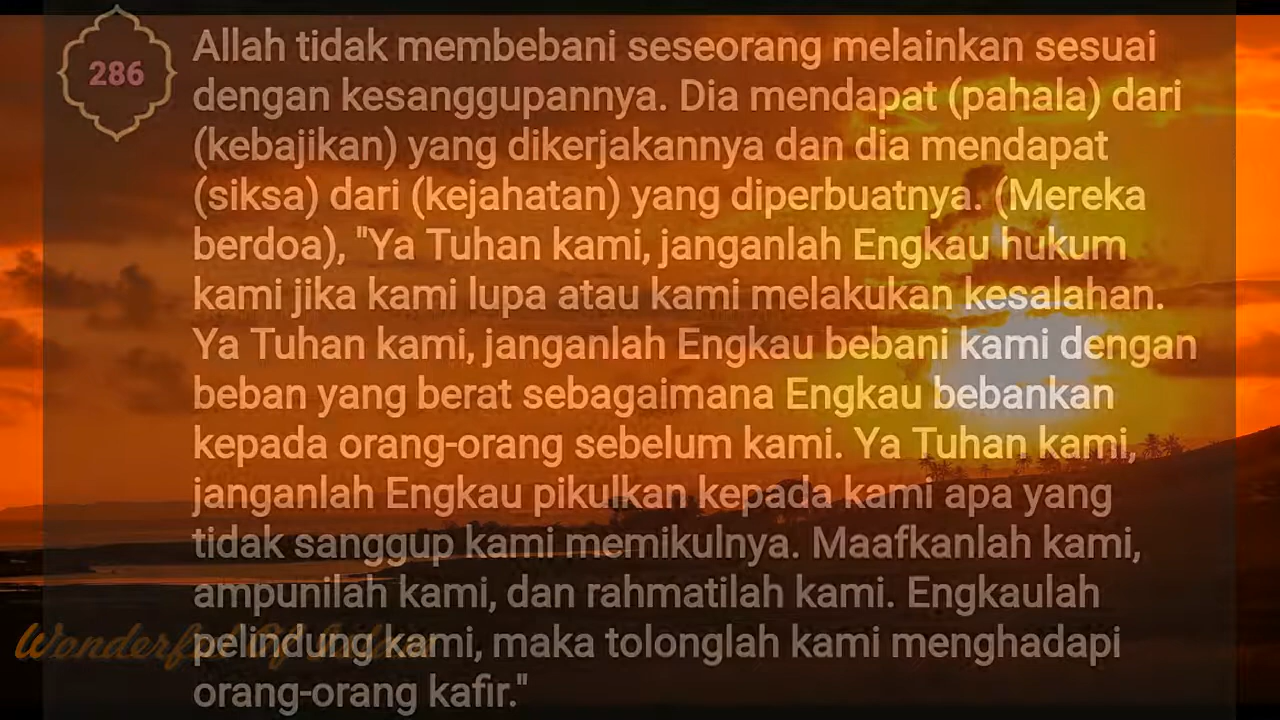 286
Allah tidak membebani seseorang melainkan sesuai
dengan kesanggupannya. Dia mendapat (pahala) dari
(kebajikan) yang dikerjakannya dan dia mendapat
(siksa) dari (kejahatan) yang diperbuatnya. (Mereka
berdoa), "Ya Tuhan kami, janganlah Engkau hukum
kami jika kami lupa atau kami melakukan kesalahan.
Ya Tuhan kami, janganlah Engkau bebani kami dengan
beban yang berat sebagaimana Engkau bebankan
kepada orang-orang sebelum kami. Ya Tuhan kami,
janganlah Engkau pikulkan kepada kami apa yang
tidak sanggup kami memikulnya. Maafkanlah kami,
ampunilah kami, dan rahmatilah kami. Engkaulah
pelindung kami, maka tolonglah kami menghadapi
orang-orang kafir."
Wonderful Of